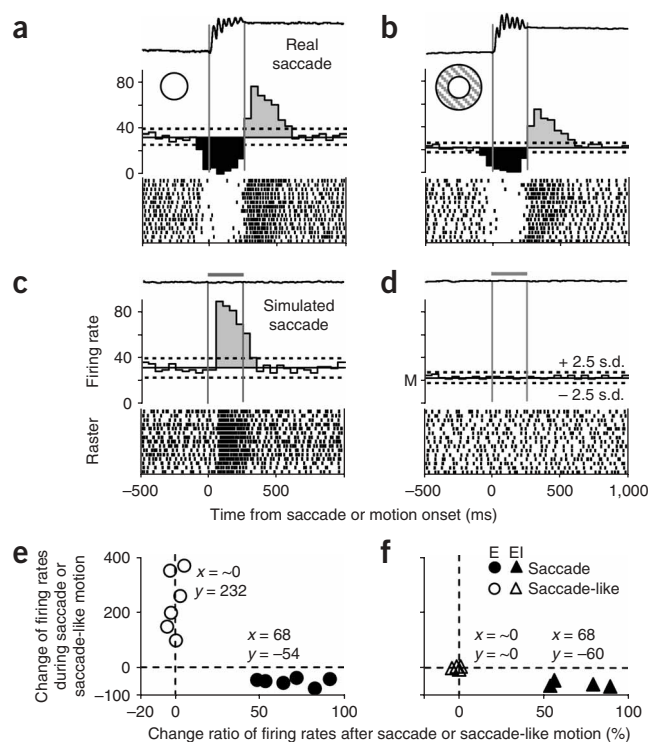 a
b
Real
saccade
80
40
0
c
d
Simulated
saccade
80
40
0
Firing rate
M
+ 2.5 s.d.
− 2.5 s.d.
Raster
−500 0 500
−500 0 500 1,000
Time from saccade or motion onset (ms)
e
f
Change of firing rates
during saccade or
saccade-like motion
400
200
0
−100
x = ~0
y = 232
x = 68
y = −54
0 50 100
E EI
Saccade
Saccade-like
x = ~0
y = ~0
x = 68
y = −60
0 50 100
Change ratio of firing rates after saccade or saccade-like motion (%)